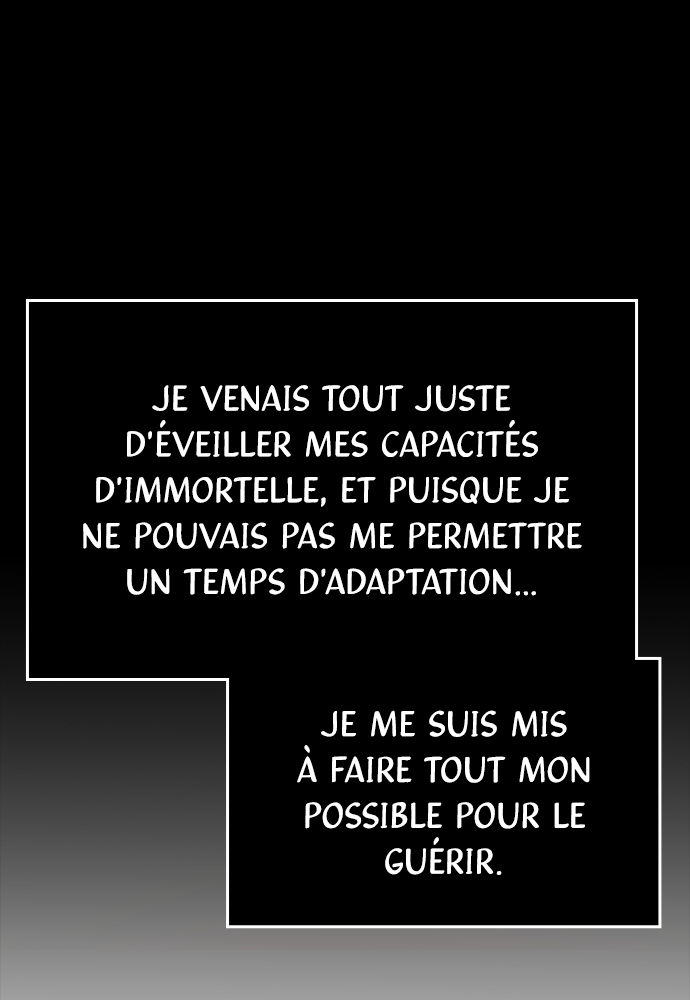 JE VENAIS TOUT JUSTE
D'ÉVEILLER MES CAPACITÉS
D'IMMORTELLE, ET PUISQUE JE
NE POUVAIS PAS ME PERMETTRE
UN TEMPS D'ADAPTATION...
JE ME SUIS MIS
À FAIRE TOUT MON
POSSIBLE POUR LE
GUÉRIR.